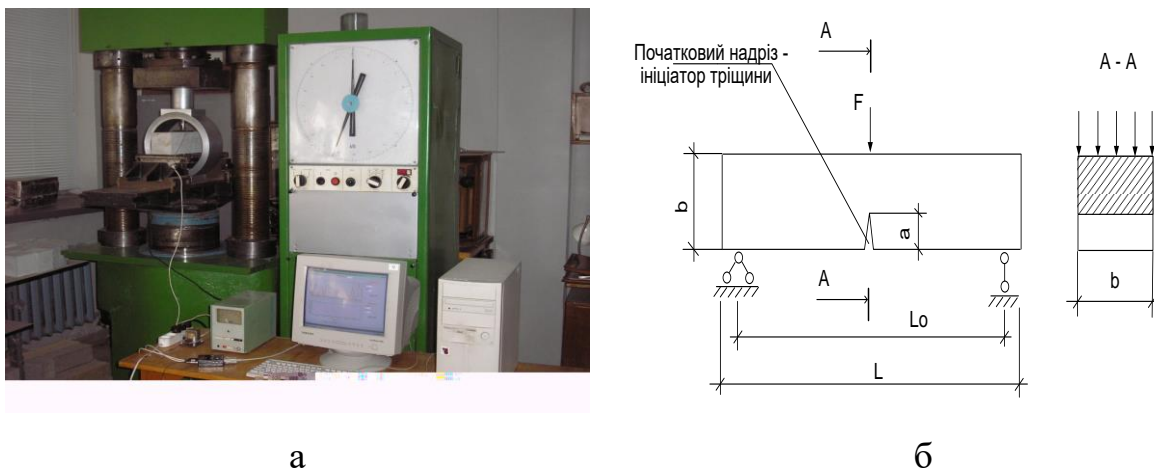 А
Початковий надріз -
ініціатор тріщини
А - А
F
b
a
А
b
Lo
L
а
б